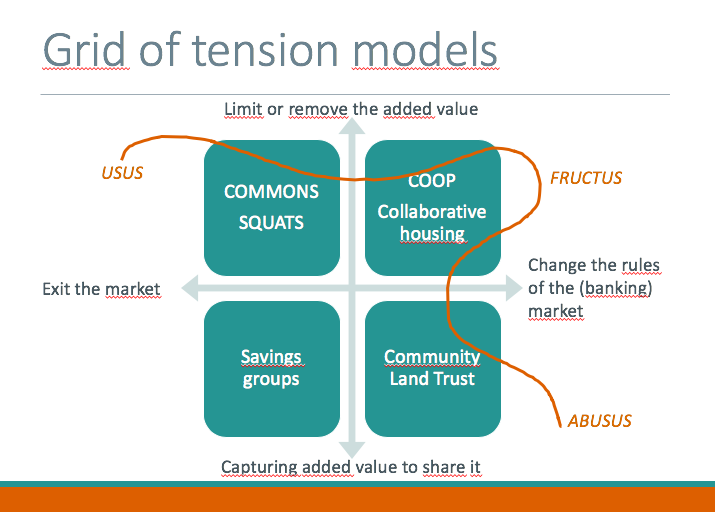 Grid of tension models
Limit or remove the added value
USUS
FRUCTUS
COMMONS
SQUATS
COOP
Collaborative
housing
Exit the market
Change the rules
of the (banking)
market
Savings
groups
Community
Land Trust
ABUSUS
Capturing added value to share it